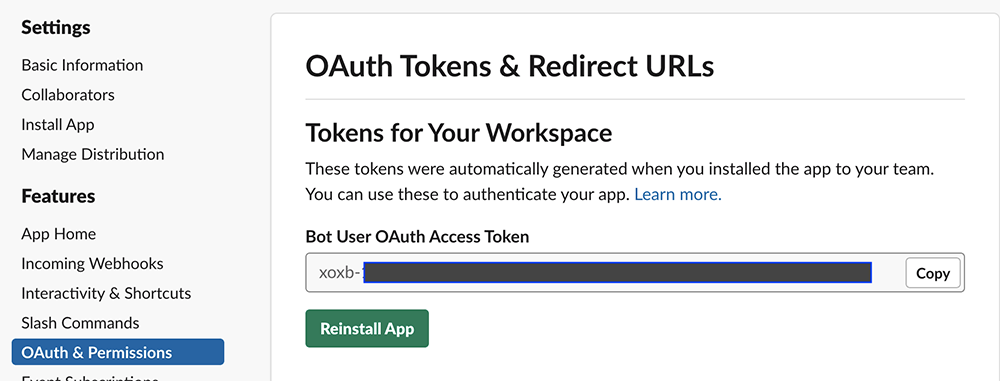 Settings
Basic Information
Collaborators
Install App
Manage Distribution
Features
App Home
Incoming Webhooks
Interactivity & Shortcuts
Slash Commands
OAuth & Permissions
Event Subscriptions
OAuth Tokens & Redirect URLs
Tokens for Your Workspace
These tokens were automatically generated when you installed the app to your team.
You can use these to authenticate your app. Learn more.
Bot User OAuth Access Token
xoxb-
Copy
Reinstall App